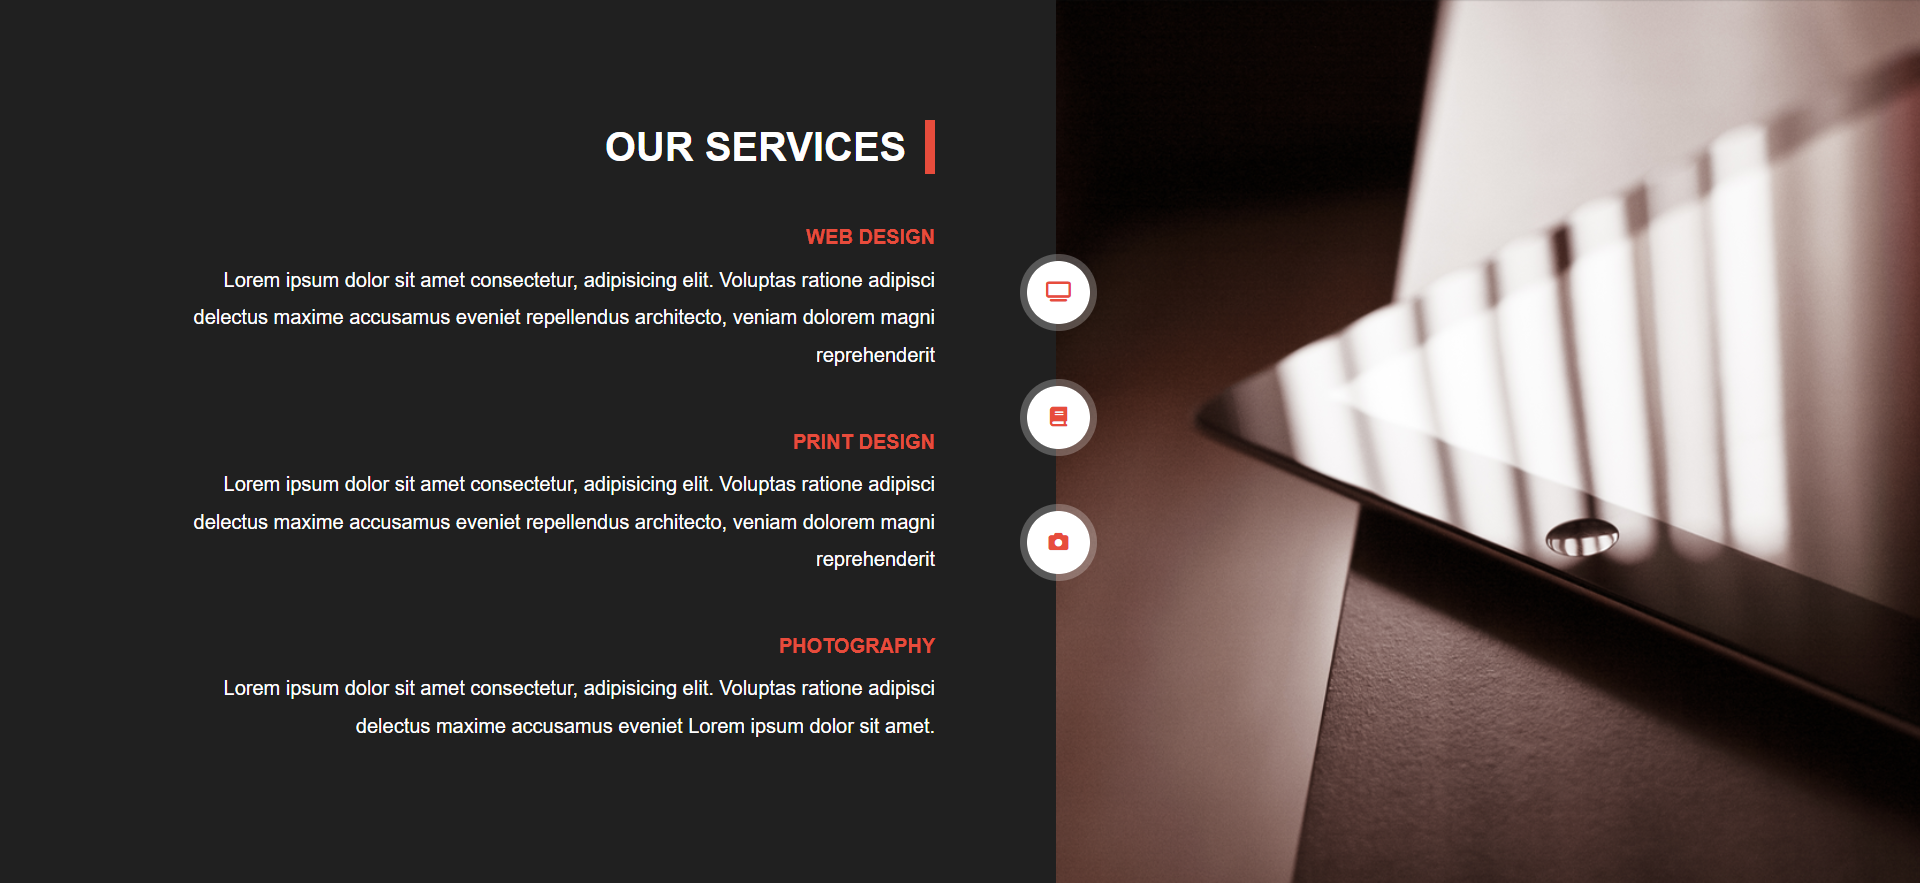 OUR SERVICES
WEB DESIGN
Lorem ipsum dolor sit amet consectetur, adipisicing elit. Voluptas ratione adipisci
delectus maxime accusamus eveniet repellendus architecto, veniam dolorem magni
reprehenderit
PRINT DESIGN
Lorem ipsum dolor sit amet consectetur, adipisicing elit. Voluptas ratione adipisci
delectus maxime accusamus eveniet repellendus architecto, veniam dolorem magni
reprehenderit
PHOTOGRAPHY
Lorem ipsum dolor sit amet consectetur, adipisicing elit. Voluptas ratione adipisci
delectus maxime accusamus eveniet Lorem ipsum dolor sit amet.